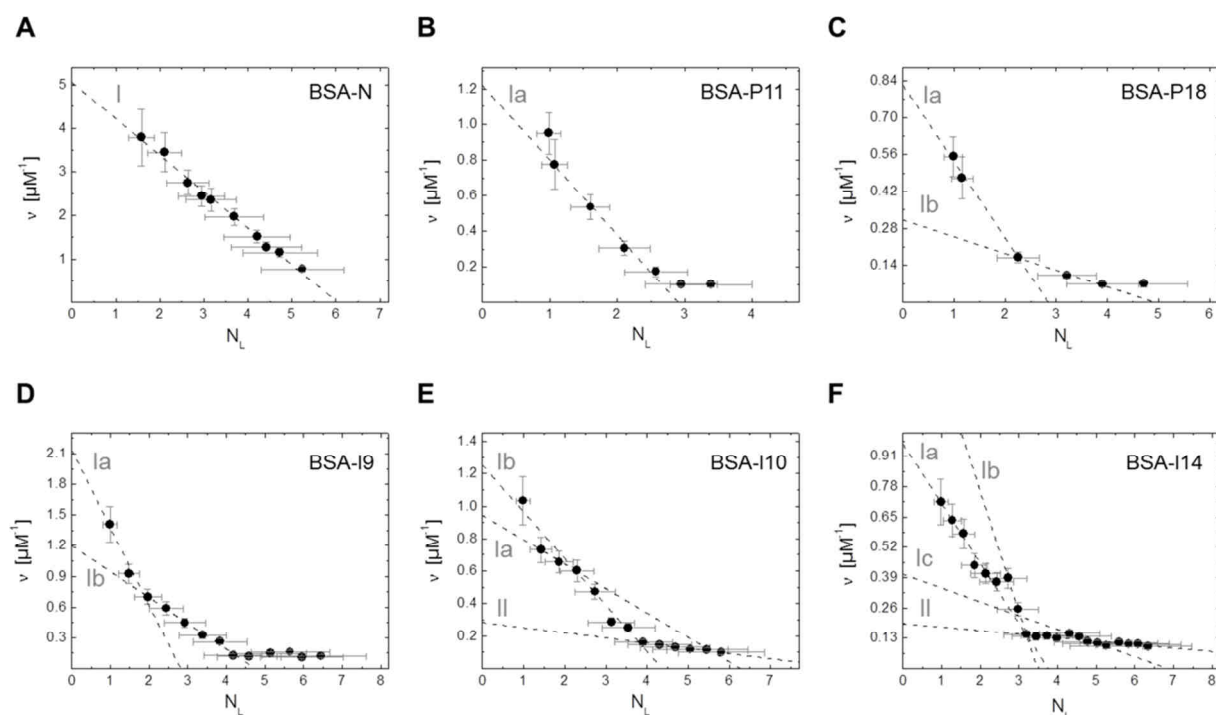 A
B
C
BSA-N
BSA-P11
BSA-P18
I
Ia
Ia
Ib
ν [µM⁻¹]
ν [µM⁻¹]
ν [µM⁻¹]
5
4
3
2
1
1.2
1.0
0.8
0.6
0.4
0.2
0.84
0.70
0.56
0.42
0.28
0.14
0 1 2 3 4 5 6 7
0 1 2 3 4
0 1 2 3 4 5 6
N_L
N_L
N_L
D
E
F
BSA-I9
BSA-I10
BSA-I14
Ia
Ib
Ib
Ia
II
Ia
Ib
Ic
II
ν [µM⁻¹]
ν [µM⁻¹]
ν [µM⁻¹]
2.1
1.8
1.5
1.2
0.9
0.6
0.3
1.4
1.2
1.0
0.8
0.6
0.4
0.2
0.91
0.78
0.65
0.52
0.39
0.26
0.13
0 1 2 3 4 5 6 7 8
0 1 2 3 4 5 6 7
0 1 2 3 4 5 6 7 8
N_L
N_L
N_L